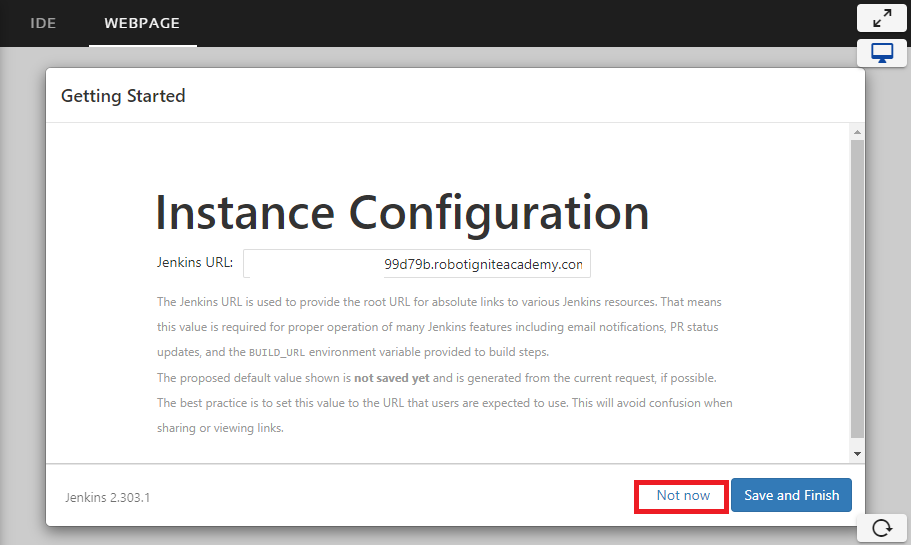 IDE WEBPAGE
Getting Started
Instance Configuration
Jenkins URL: 99d79b.robotigniteacademy.com
The Jenkins URL is used to provide the root URL for absolute links to various Jenkins resources. That means
this value is required for proper operation of many Jenkins features including email notifications, PR status
updates, and the BUILD_URL environment variable provided to build steps.
The proposed default value shown is not saved yet and is generated from the current request, if possible.
The best practice is to set this value to the URL that users are expected to use. This will avoid confusion when
sharing or viewing links.
Jenkins 2.303.1 Not now Save and Finish